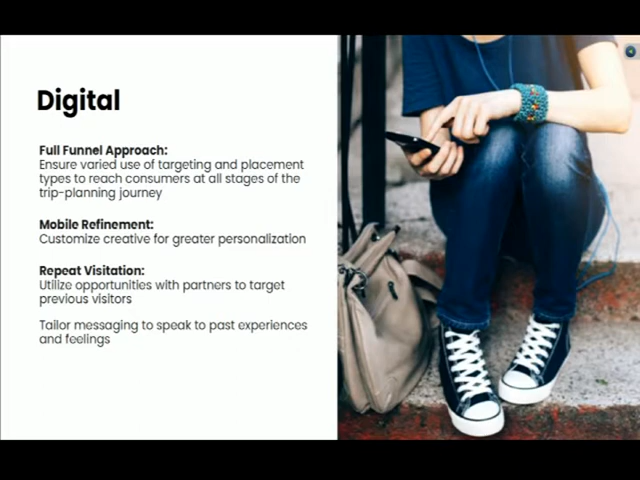 Digital
Full Funnel Approach:
Ensure varied use of targeting and placement
types to reach consumers at all stages of the
trip-planning journey
Mobile Refinement:
Customize creative for greater personalization
Repeat Visitation:
Utilize opportunities with partners to target
previous visitors
Tailor messaging to speak to past experiences
and feelings